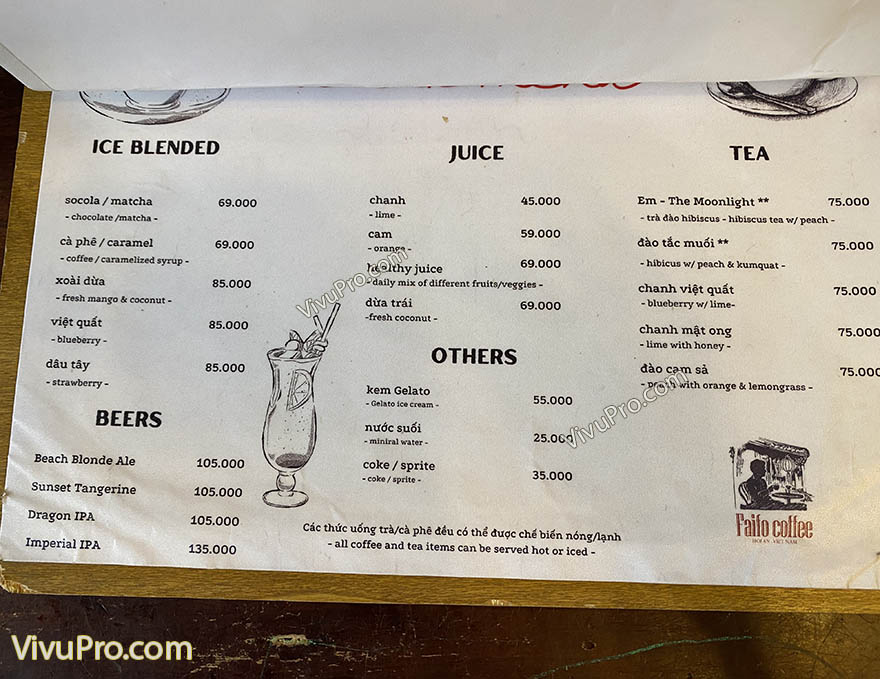 ICE BLENDED
socola / matcha 69.000
- chocolate /matcha -
cà phê / caramel 69.000
- coffee / caramelized syrup -
xoài dừa 85.000
- fresh mango & coconut -
việt quất 85.000
- blueberry -
dâu tây 85.000
- strawberry -
BEERS
Beach Blonde Ale 105.000
Sunset Tangerine 105.000
Dragon IPA 105.000
Imperial IPA 135.000
JUICE
chanh 45.000
- lime -
cam 59.000
- orange -
healthy juice 69.000
- daily mix of different fruits/veggies -
dừa trái 69.000
-fresh coconut -
OTHERS
kem Gelato 55.000
- Gelato ice cream -
nước suối 25.000
- miniral water -
coke / sprite 35.000
- coke / sprite -
TEA
Em - The Moonlight ** 75.000
- trà đào hibiscus - hibiscus tea w/ peach -
đào tắc muối ** 75.000
- hibicus w/ peach & kumquat -
chanh việt quất 75.000
- blueberry w/ lime-
chanh mật ong 75.000
- lime with honey -
đào cam sả 75.000
- peach with orange & lemongrass -
Các thức uống trà/cà phê đều có thể được chế biến nóng/lạnh
- all coffee and tea items can be served hot or iced -
Faifo coffee
HOI AN - VIET NAM
VivuPro.com
VivuPro.com
VivuPro.com